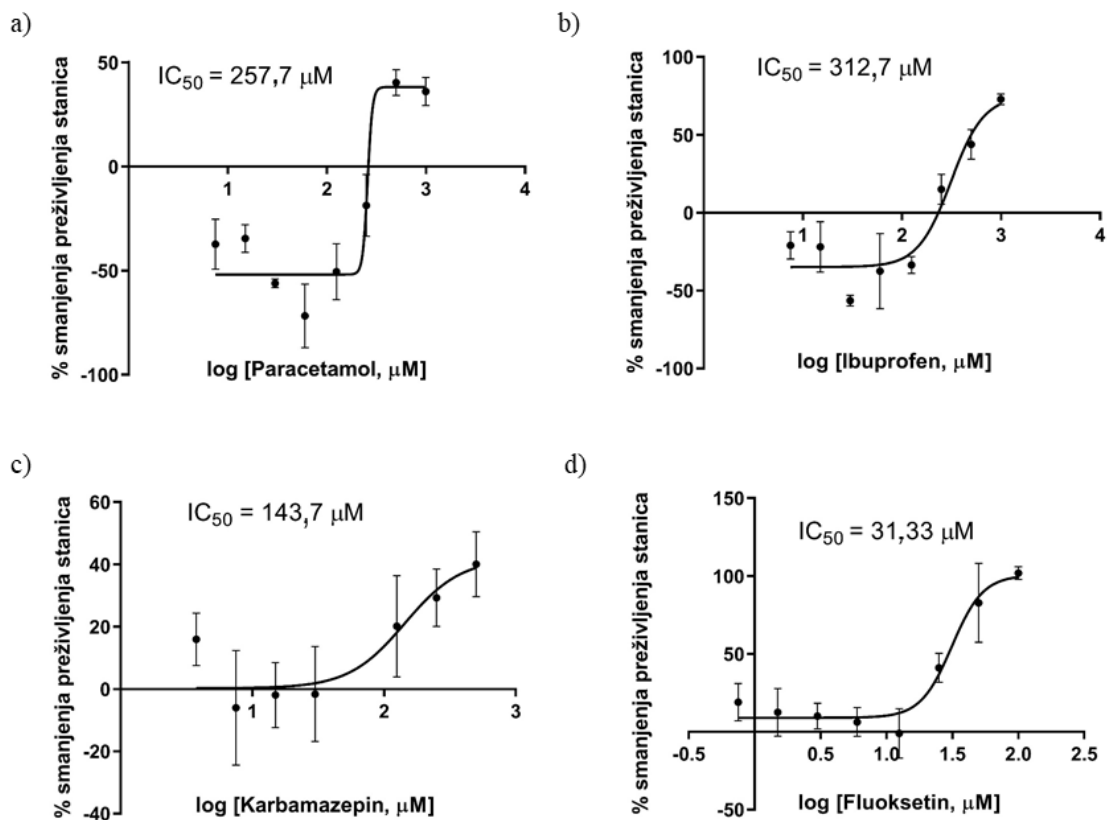 a)
IC50 = 257,7 μM
% smanjenja preživljenja stanica
50
0
-50
-100
1
2
3
4
log [Paracetamol, μM]
b)
IC50 = 312,7 μM
% smanjenja preživljenja stanica
100
50
0
-50
-100
1
2
3
4
log [Ibuprofen, μM]
c)
IC50 = 143,7 μM
% smanjenja preživljenja stanica
60
40
20
0
-20
-40
1
2
3
log [Karbamazepin, μM]
d)
IC50 = 31,33 μM
% smanjenja preživljenja stanica
150
100
50
-50
-0.5
0.5
1.0
1.5
2.0
2.5
log [Fluoksetin, μM]